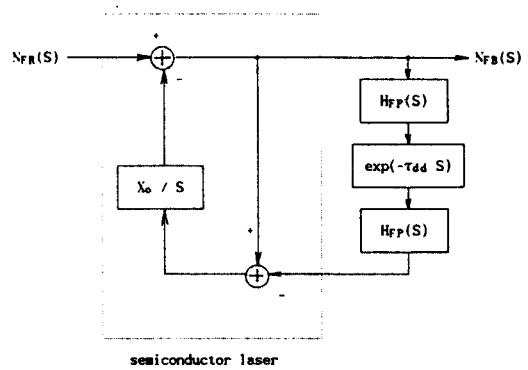 N_FR(S)
+
−
N_FB(S)
H_FP(S)
exp(-τ_dd S)
X_o / S
H_FP(S)
+
−
semiconductor laser